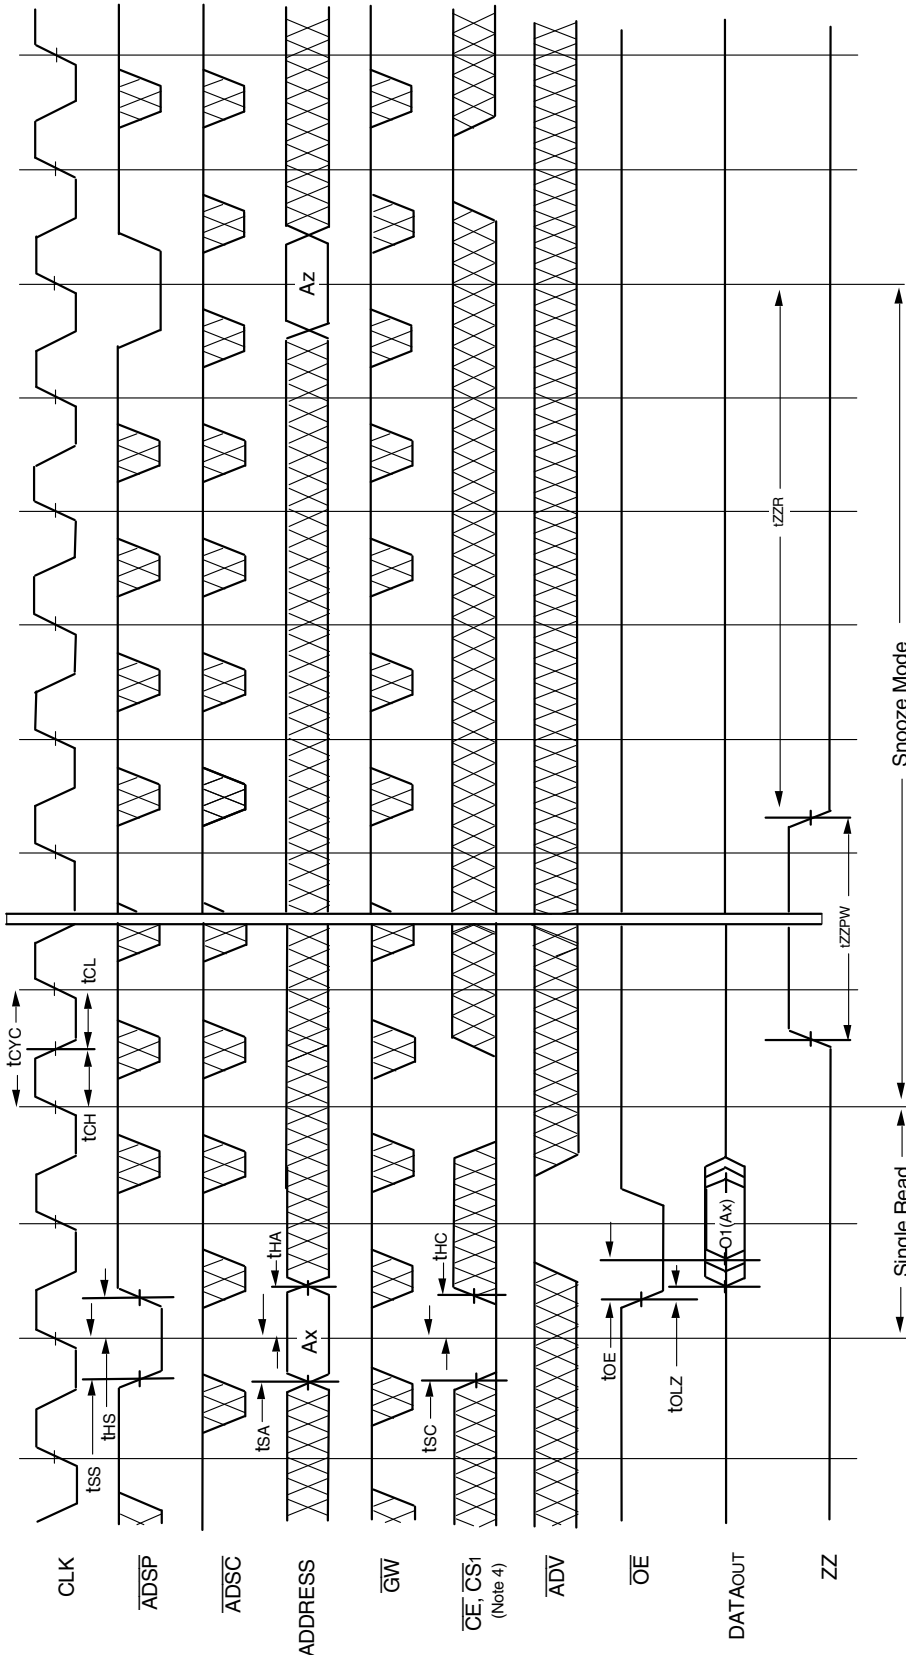 CLK
tCYC
tSS
tHS
tCH
tCL
ADSP
ADSC
ADDRESS
tSA
tHA
Ax
Az
GW
CE, CS1
(Note 4)
tSC
tHC
ADV
OE
tOE
tOLZ
DATAOUT
O1(Ax)
ZZ
tZZPW
tZZR
Single Read
Snooze Mode